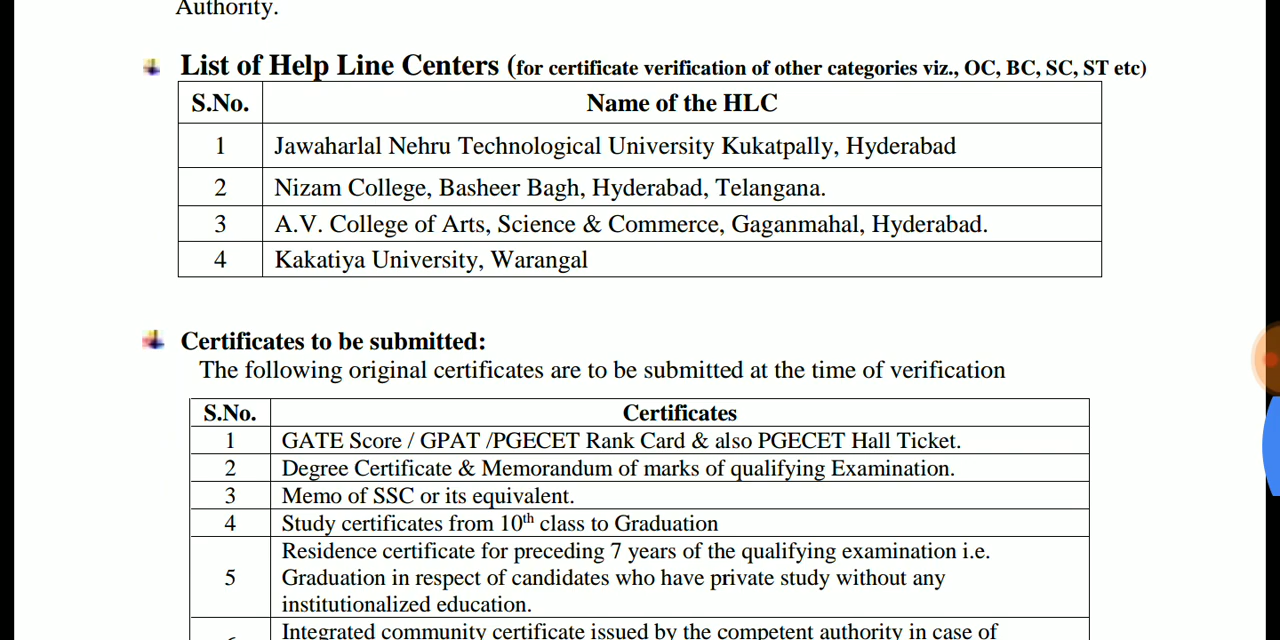 Authority.
List of Help Line Centers (for certificate verification of other categories viz., OC, BC, SC, ST etc)
S.No. Name of the HLC
1 Jawaharlal Nehru Technological University Kukatpally, Hyderabad
2 Nizam College, Basheer Bagh, Hyderabad, Telangana.
3 A.V. College of Arts, Science & Commerce, Gaganmahal, Hyderabad.
4 Kakatiya University, Warangal
Certificates to be submitted:
The following original certificates are to be submitted at the time of verification
S.No. Certificates
1 GATE Score / GPAT /PGECET Rank Card & also PGECET Hall Ticket.
2 Degree Certificate & Memorandum of marks of qualifying Examination.
3 Memo of SSC or its equivalent.
4 Study certificates from 10th class to Graduation
Residence certificate for preceding 7 years of the qualifying examination i.e.
5 Graduation in respect of candidates who have private study without any
institutionalized education.
Integrated community certificate issued by the competent authority in case of